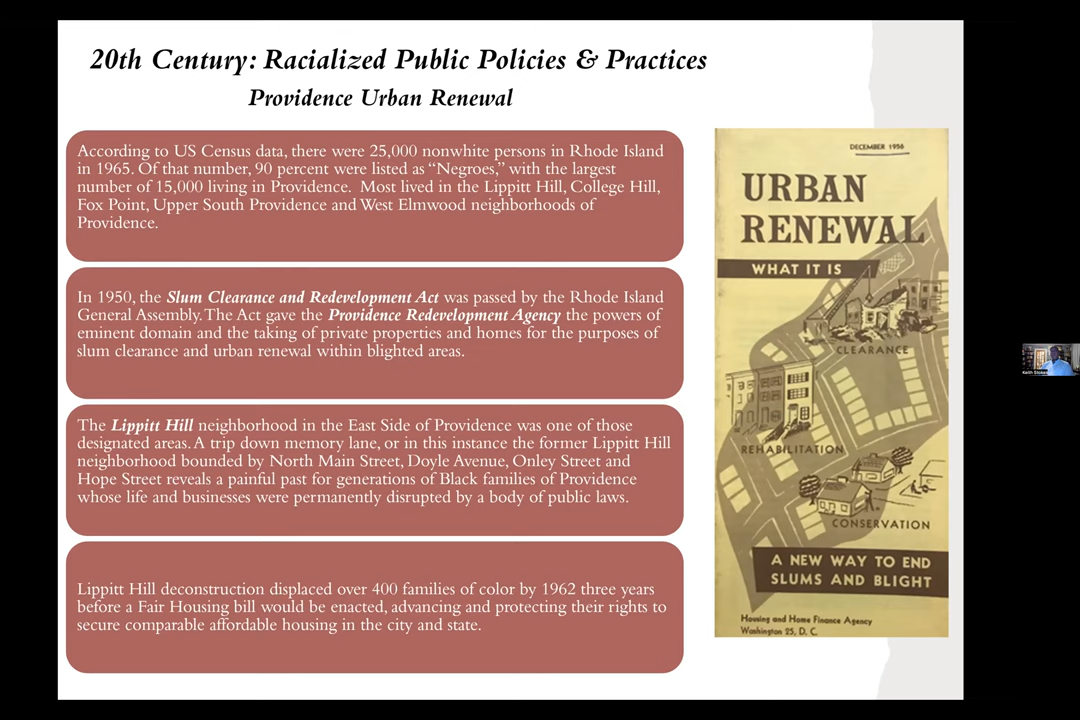 20th Century: Racialized Public Policies & Practices
Providence Urban Renewal
According to US Census data, there were 25,000 nonwhite persons in Rhode Island
in 1965. Of that number, 90 percent were listed as “Negroes,” with the largest
number of 15,000 living in Providence. Most lived in the Lippitt Hill, College Hill,
Fox Point, Upper South Providence and West Elmwood neighborhoods of
Providence.
In 1950, the Slum Clearance and Redevelopment Act was passed by the Rhode Island
General Assembly. The Act gave the Providence Redevelopment Agency the powers of
eminent domain and the taking of private properties and homes for the purposes of
slum clearance and urban renewal within blighted areas.
The Lippitt Hill neighborhood in the East Side of Providence was one of those
designated areas. A trip down memory lane, or in this instance the former Lippitt Hill
neighborhood bounded by North Main Street, Doyle Avenue, Onley Street and
Hope Street reveals a painful past for generations of Black families of Providence
whose life and businesses were permanently disrupted by a body of public laws.
Lippitt Hill deconstruction displaced over 400 families of color by 1962 three years
before a Fair Housing bill would be enacted, advancing and protecting their rights to
secure comparable affordable housing in the city and state.
DECEMBER 1956
URBAN
RENEWAL
WHAT IT IS
CLEARANCE
REHABILITATION
CONSERVATION
A NEW WAY TO END
SLUMS AND BLIGHT
Housing and Home Finance Agency
Washington 25, D. C.
Keith Stokes